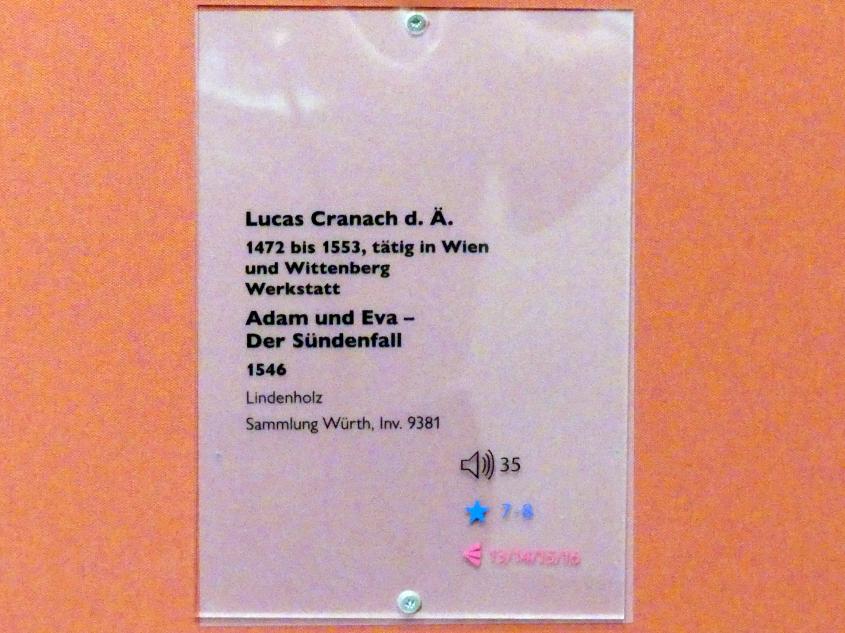 Lucas Cranach d. Ä.
1472 bis 1553, tätig in Wien
und Wittenberg
Werkstatt
Adam und Eva –
Der Sündenfall
1546
Lindenholz
Sammlung Würth, Inv. 9381
35
7-8
13/14/15/16